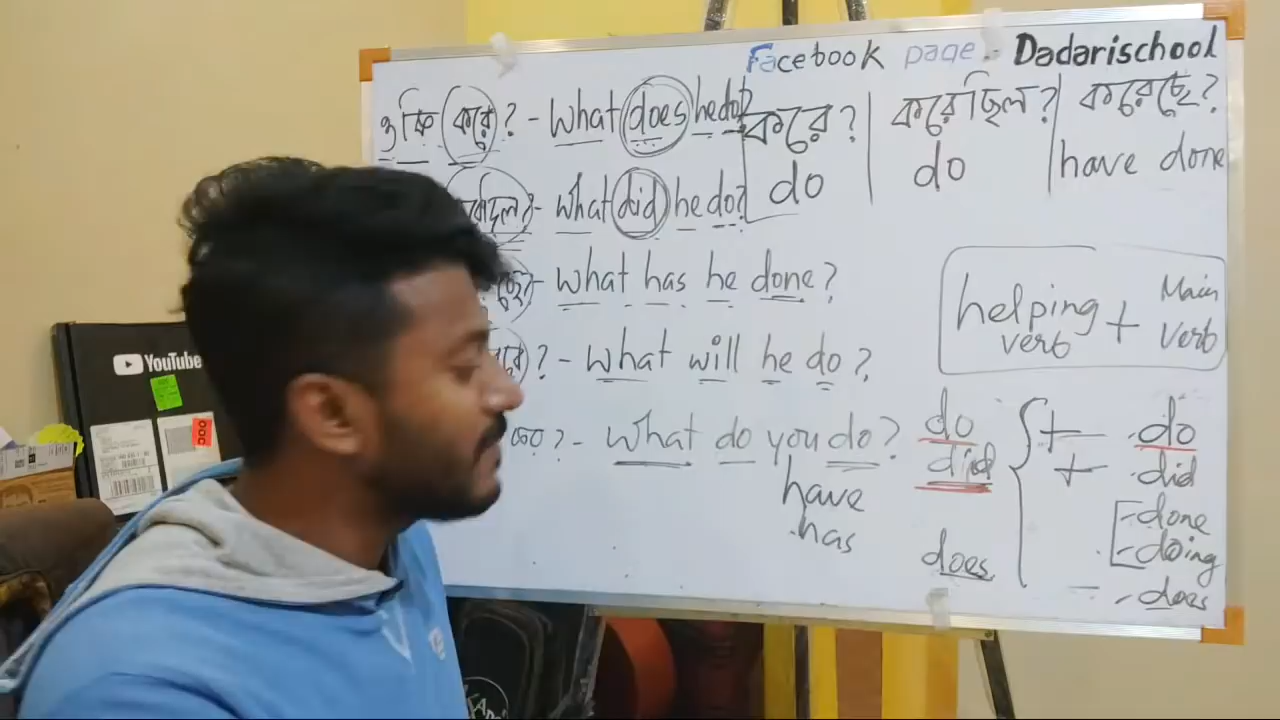 Facebook page :- Dadarischool
ও কি করে? - What does he do?
What did he do?
What has he done?
? - What will he do?
? - What do you do?
have
has
করে? | করেছিল? | করেছে?
do | do | have done
helping verb + Main Verb
do
did
does
+ do
+ did
- done
- doing
- does
YouTube